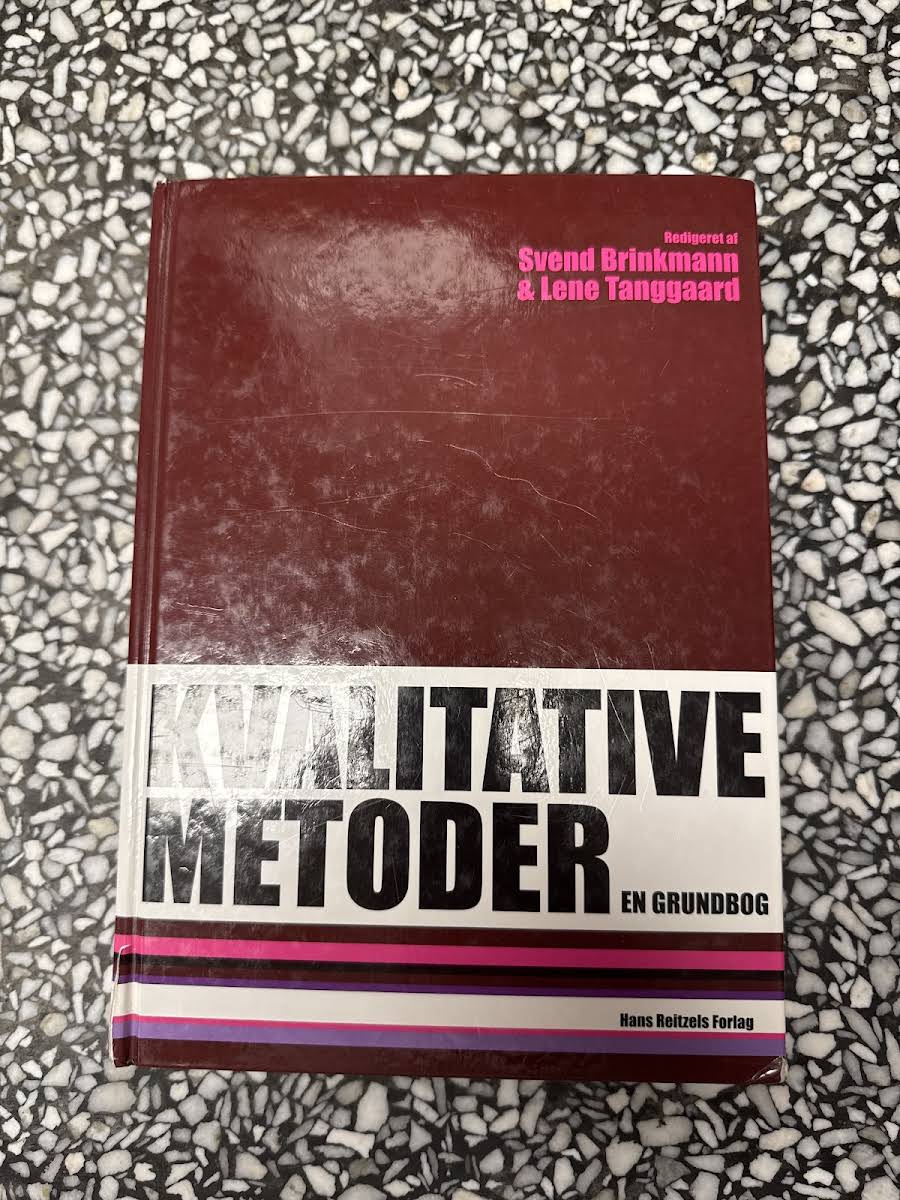 Redigeret af
Svend Brinkmann
& Lene Tanggaard
KVALITATIVE
METODER
EN GRUNDBOG
Hans Reitzels Forlag